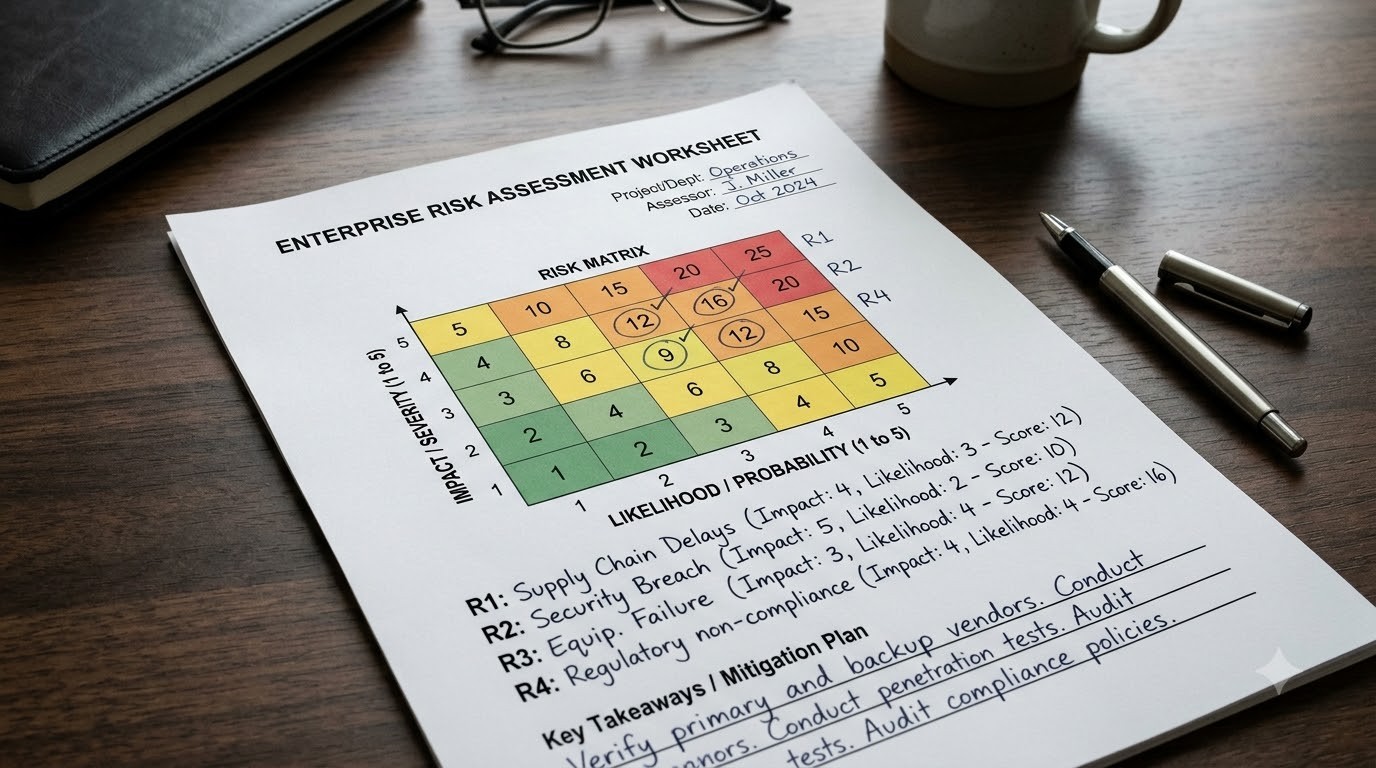 ENTERPRISE RISK ASSESSMENT WORKSHEET
Project/Dept: Operations
Assessor: J. Miller
Date: Oct 2024
RISK MATRIX
5 10 15 20 25 R1
4 8 12 16 20 R2
3 6 9 12 15 R4
2 4 6 8 10
1 2 3 4 5
5
4
3
2
1
IMPACT / SEVERITY (1 to 5)
1 2 3 4 5
LIKELIHOOD / PROBABILITY (1 to 5)
R1: Supply Chain Delays (Impact: 4, Likelihood: 3 - Score: 12)
R2: Security Breach (Impact: 5, Likelihood: 2 - Score: 10)
R3: Equip. Failure (Impact: 3, Likelihood: 4 - Score: 12)
R4: Regulatory non-compliance (Impact: 4, Likelihood: 4 - Score: 16)
Key Takeaways / Mitigation Plan
Verify primary and backup vendors. Conduct
Conduct penetration tests. Audit
tests. Audit compliance policies.